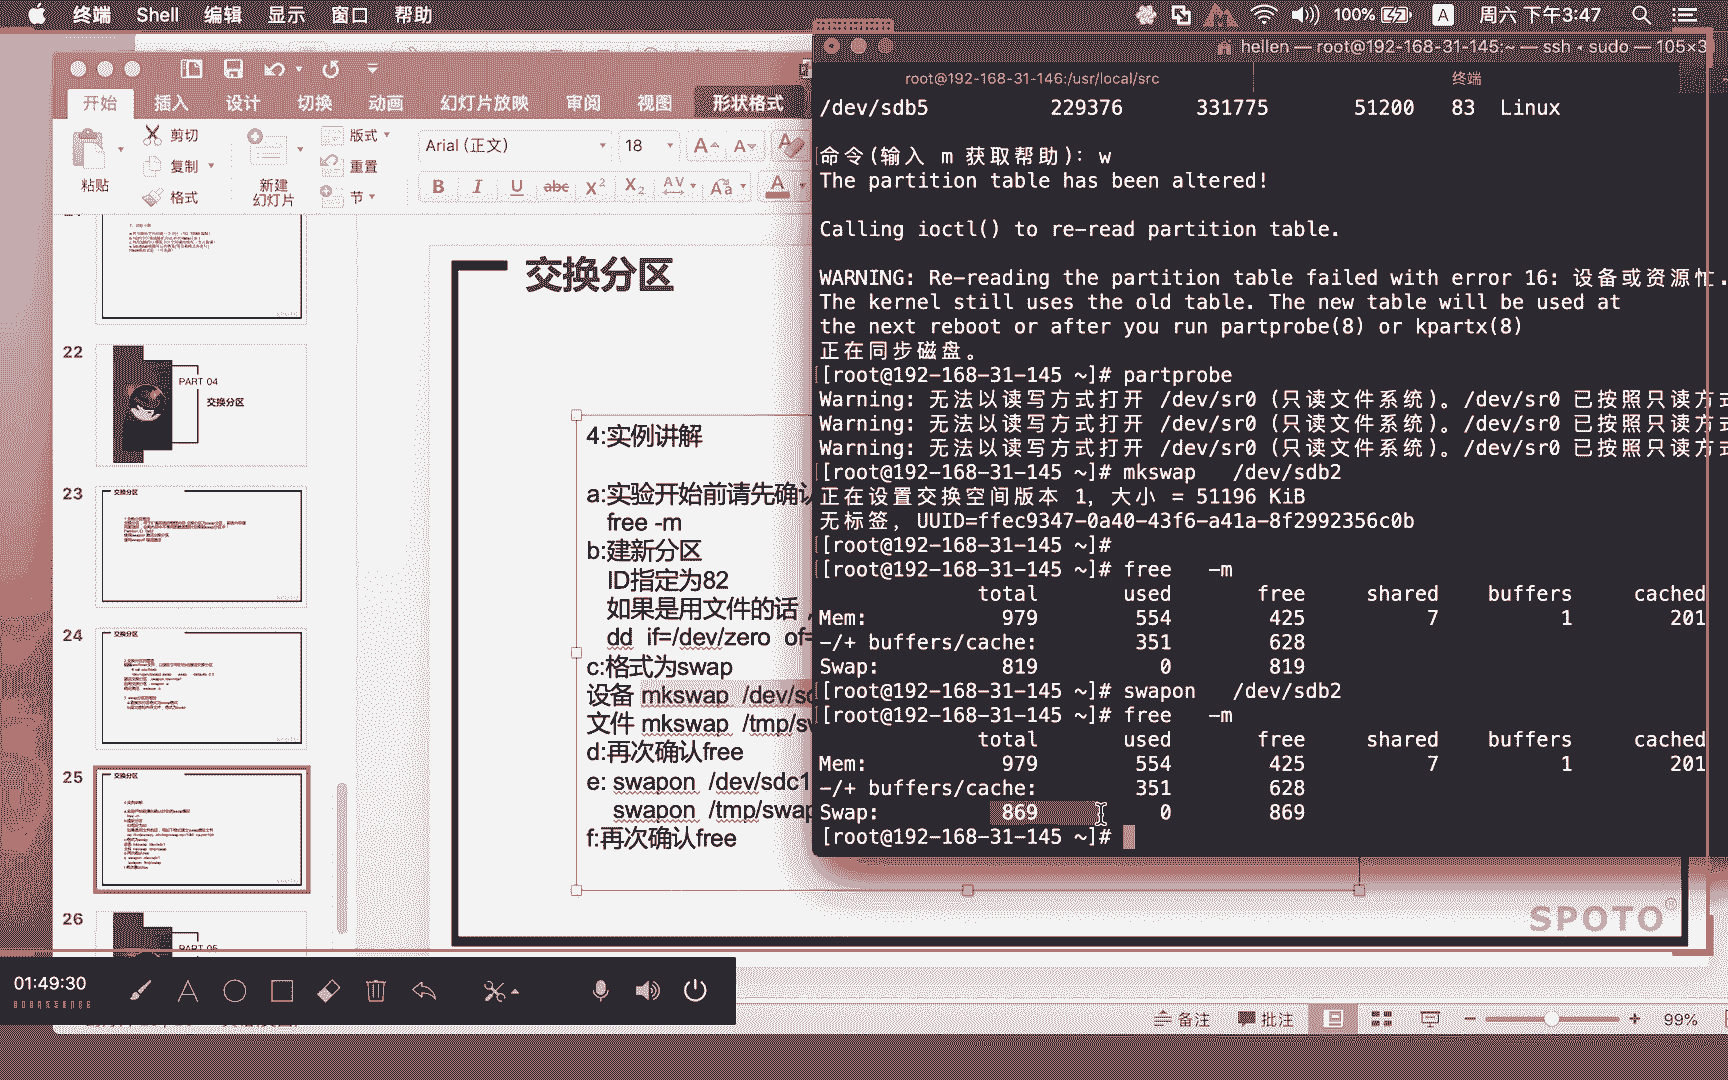 终端 Shell 编辑 显示 窗口 帮助
100% A 周六 下午3:47
开始 插入 设计 切换 动画 幻灯片放映 审阅 视图 形状格式
粘贴 剪切 复制 格式
新建
幻灯片
版式
重置
节
Arial (正文) 18
B I U abc X² X₂ AV Aa A
22
PART 04
交换分区
23
交换分区
24
交换分区
25
交换分区
26
PART 05
交换分区
4:实例讲解
a:实验开始前请先确认
free -m
b:建新分区
ID指定为82
如果是用文件的话，
dd if=/dev/zero of=
c:格式为swap
设备 mkswap /dev/sd
文件 mkswap /tmp/sw
d:再次确认free
e: swapon /dev/sdc1
swapon /tmp/swap
f:再次确认free
SPOTO®
hellen — root@192-168-31-145:~ — ssh • sudo — 105×3
root@192-168-31-146:/usr/local/src 终端
/dev/sdb5 229376 331775 51200 83 Linux
命令(输入 m 获取帮助)：w
The partition table has been altered!
Calling ioctl() to re-read partition table.
WARNING: Re-reading the partition table failed with error 16: 设备或资源忙.
The kernel still uses the old table. The new table will be used at
the next reboot or after you run partprobe(8) or kpartx(8)
正在同步磁盘。
[root@192-168-31-145 ~]# partprobe
Warning: 无法以读写方式打开 /dev/sr0 (只读文件系统)。/dev/sr0 已按照只读方式
Warning: 无法以读写方式打开 /dev/sr0 (只读文件系统)。/dev/sr0 已按照只读方式
Warning: 无法以读写方式打开 /dev/sr0 (只读文件系统)。/dev/sr0 已按照只读方式
[root@192-168-31-145 ~]# mkswap /dev/sdb2
正在设置交换空间版本 1，大小 = 51196 KiB
无标签，UUID=ffec9347-0a40-43f6-a41a-8f2992356c0b
[root@192-168-31-145 ~]#
[root@192-168-31-145 ~]# free -m
total used free shared buffers cached
Mem: 979 554 425 7 1 201
-/+ buffers/cache: 351 628
Swap: 819 0 819
[root@192-168-31-145 ~]# swapon /dev/sdb2
[root@192-168-31-145 ~]# free -m
total used free shared buffers cached
Mem: 979 554 425 7 1 201
-/+ buffers/cache: 351 628
Swap: 869 0 869
[root@192-168-31-145 ~]#
01:49:30
备注 批注 99%